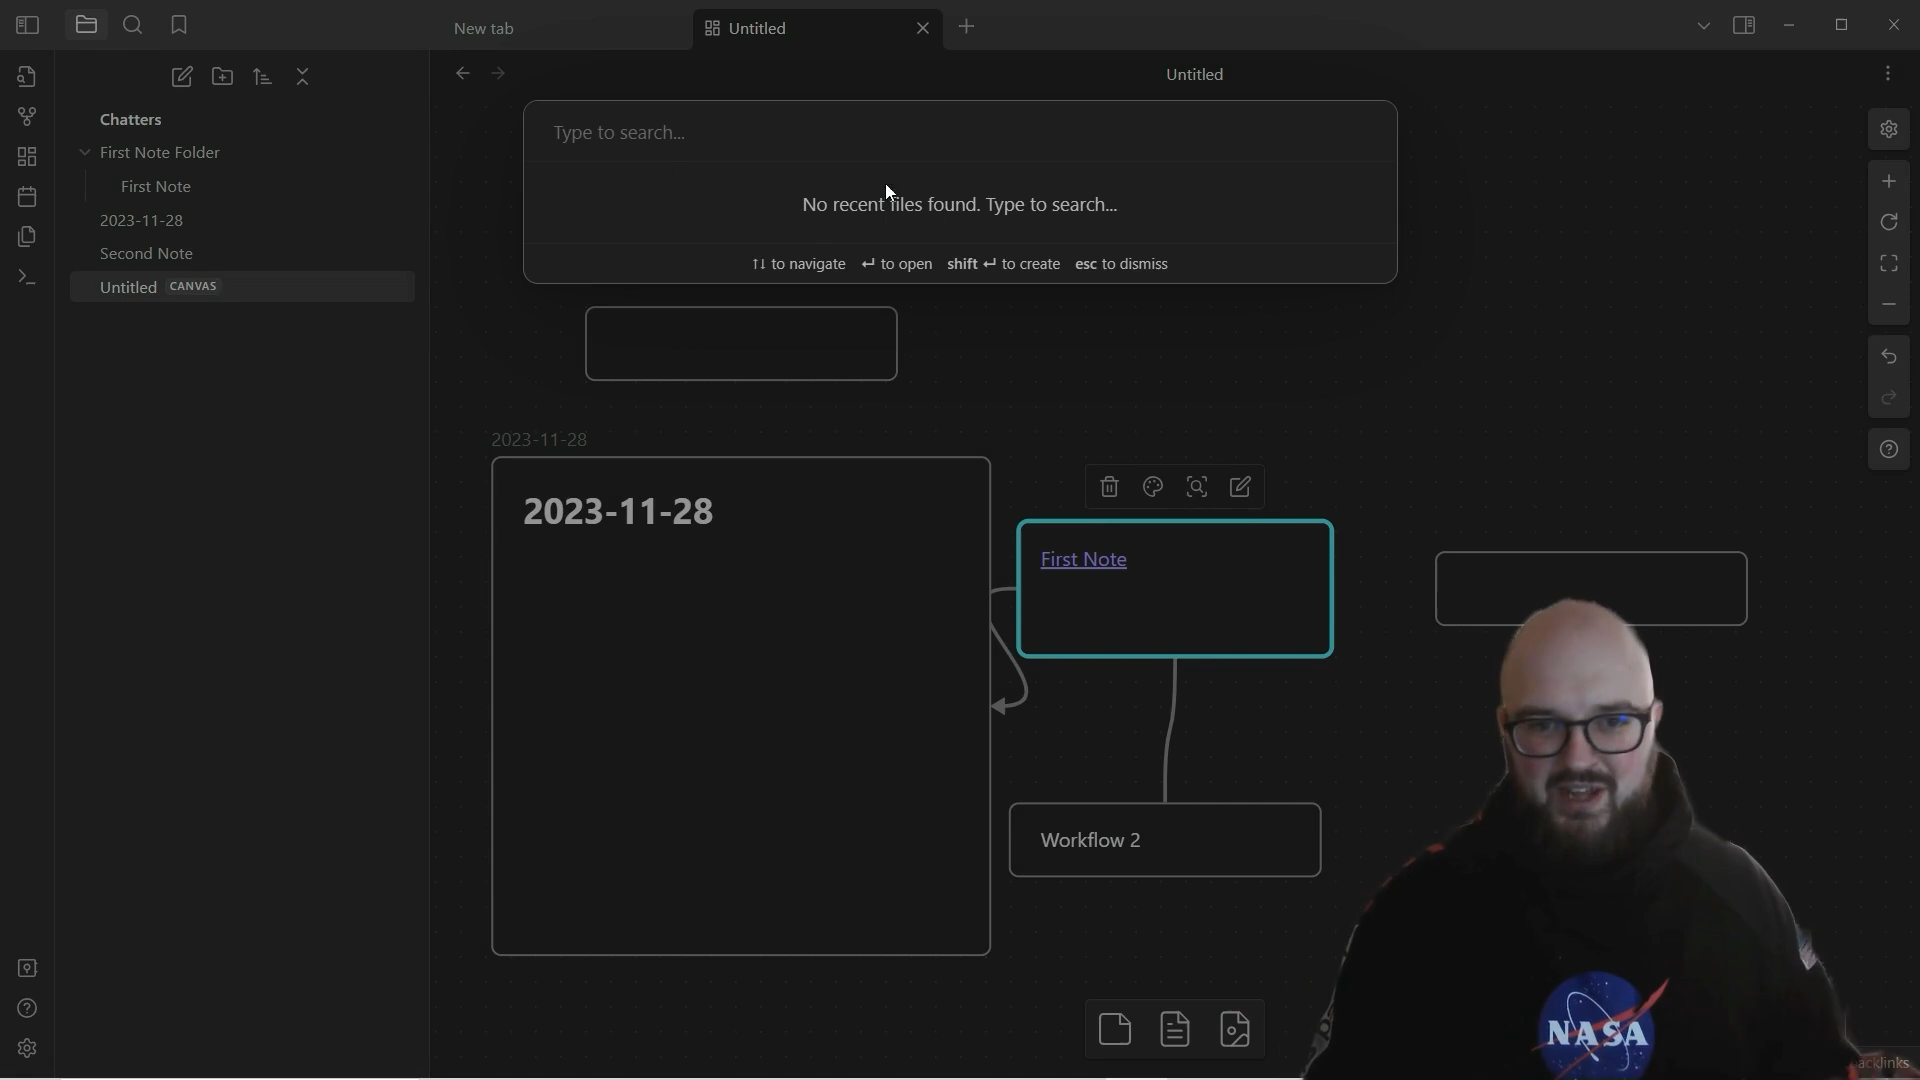 New tab
Untitled
Untitled
Chatters
First Note Folder
First Note
2023-11-28
Second Note
Untitled CANVAS
Type to search...
No recent files found. Type to search...
↑↓ to navigate ↵ to open shift ↵ to create esc to dismiss
2023-11-28
2023-11-28
First Note
Workflow 2
NASA
acklinks